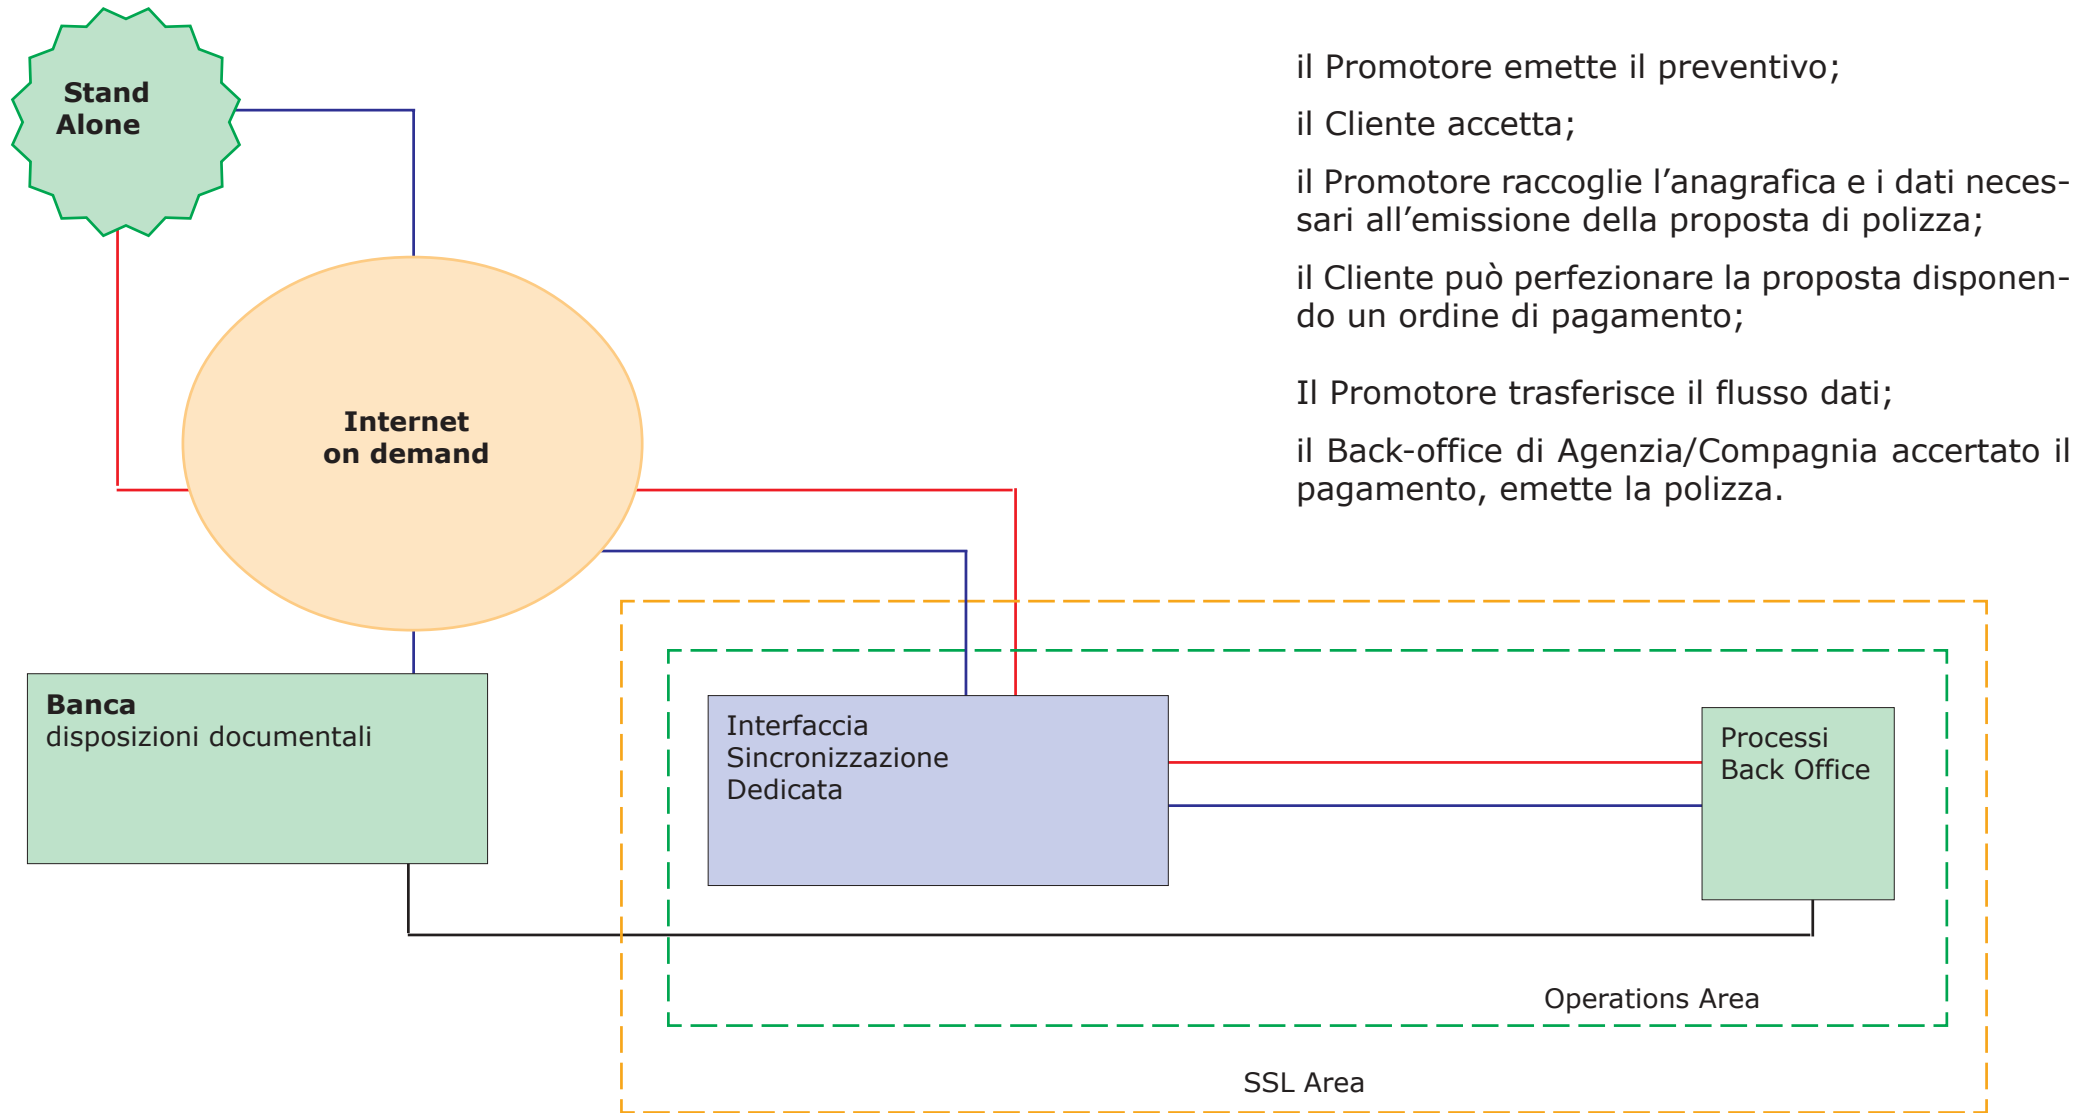 Stand
Alone
il Promotore emette il preventivo;
il Cliente accetta;
il Promotore raccoglie l’anagrafica e i dati neces-
sari all’emissione della proposta di polizza;
il Cliente può perfezionare la proposta disponen-
do un ordine di pagamento;
Il Promotore trasferisce il flusso dati;
il Back-office di Agenzia/Compagnia accertato il
pagamento, emette la polizza.
Internet
on demand
Banca
disposizioni documentali
Interfaccia
Sincronizzazione
Dedicata
Processi
Back Office
Operations Area
SSL Area